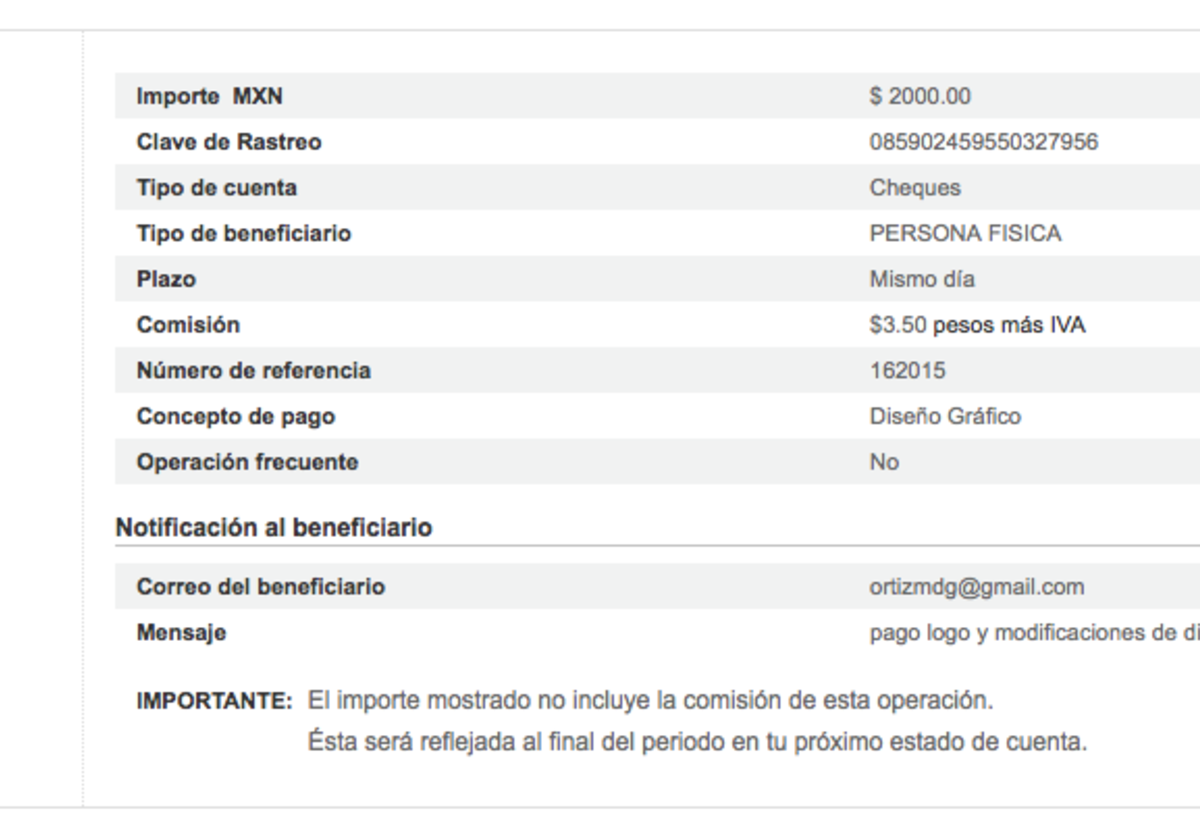 Importe MXN $ 2000.00
Clave de Rastreo 085902459550327956
Tipo de cuenta Cheques
Tipo de beneficiario PERSONA FISICA
Plazo Mismo día
Comisión $3.50 pesos más IVA
Número de referencia 162015
Concepto de pago Diseño Gráfico
Operación frecuente No
Notificación al beneficiario
Correo del beneficiario ortizmdg@gmail.com
Mensaje pago logo y modificaciones de
IMPORTANTE: El importe mostrado no incluye la comisión de esta operación.
Ésta será reflejada al final del periodo en tu próximo estado de cuenta.